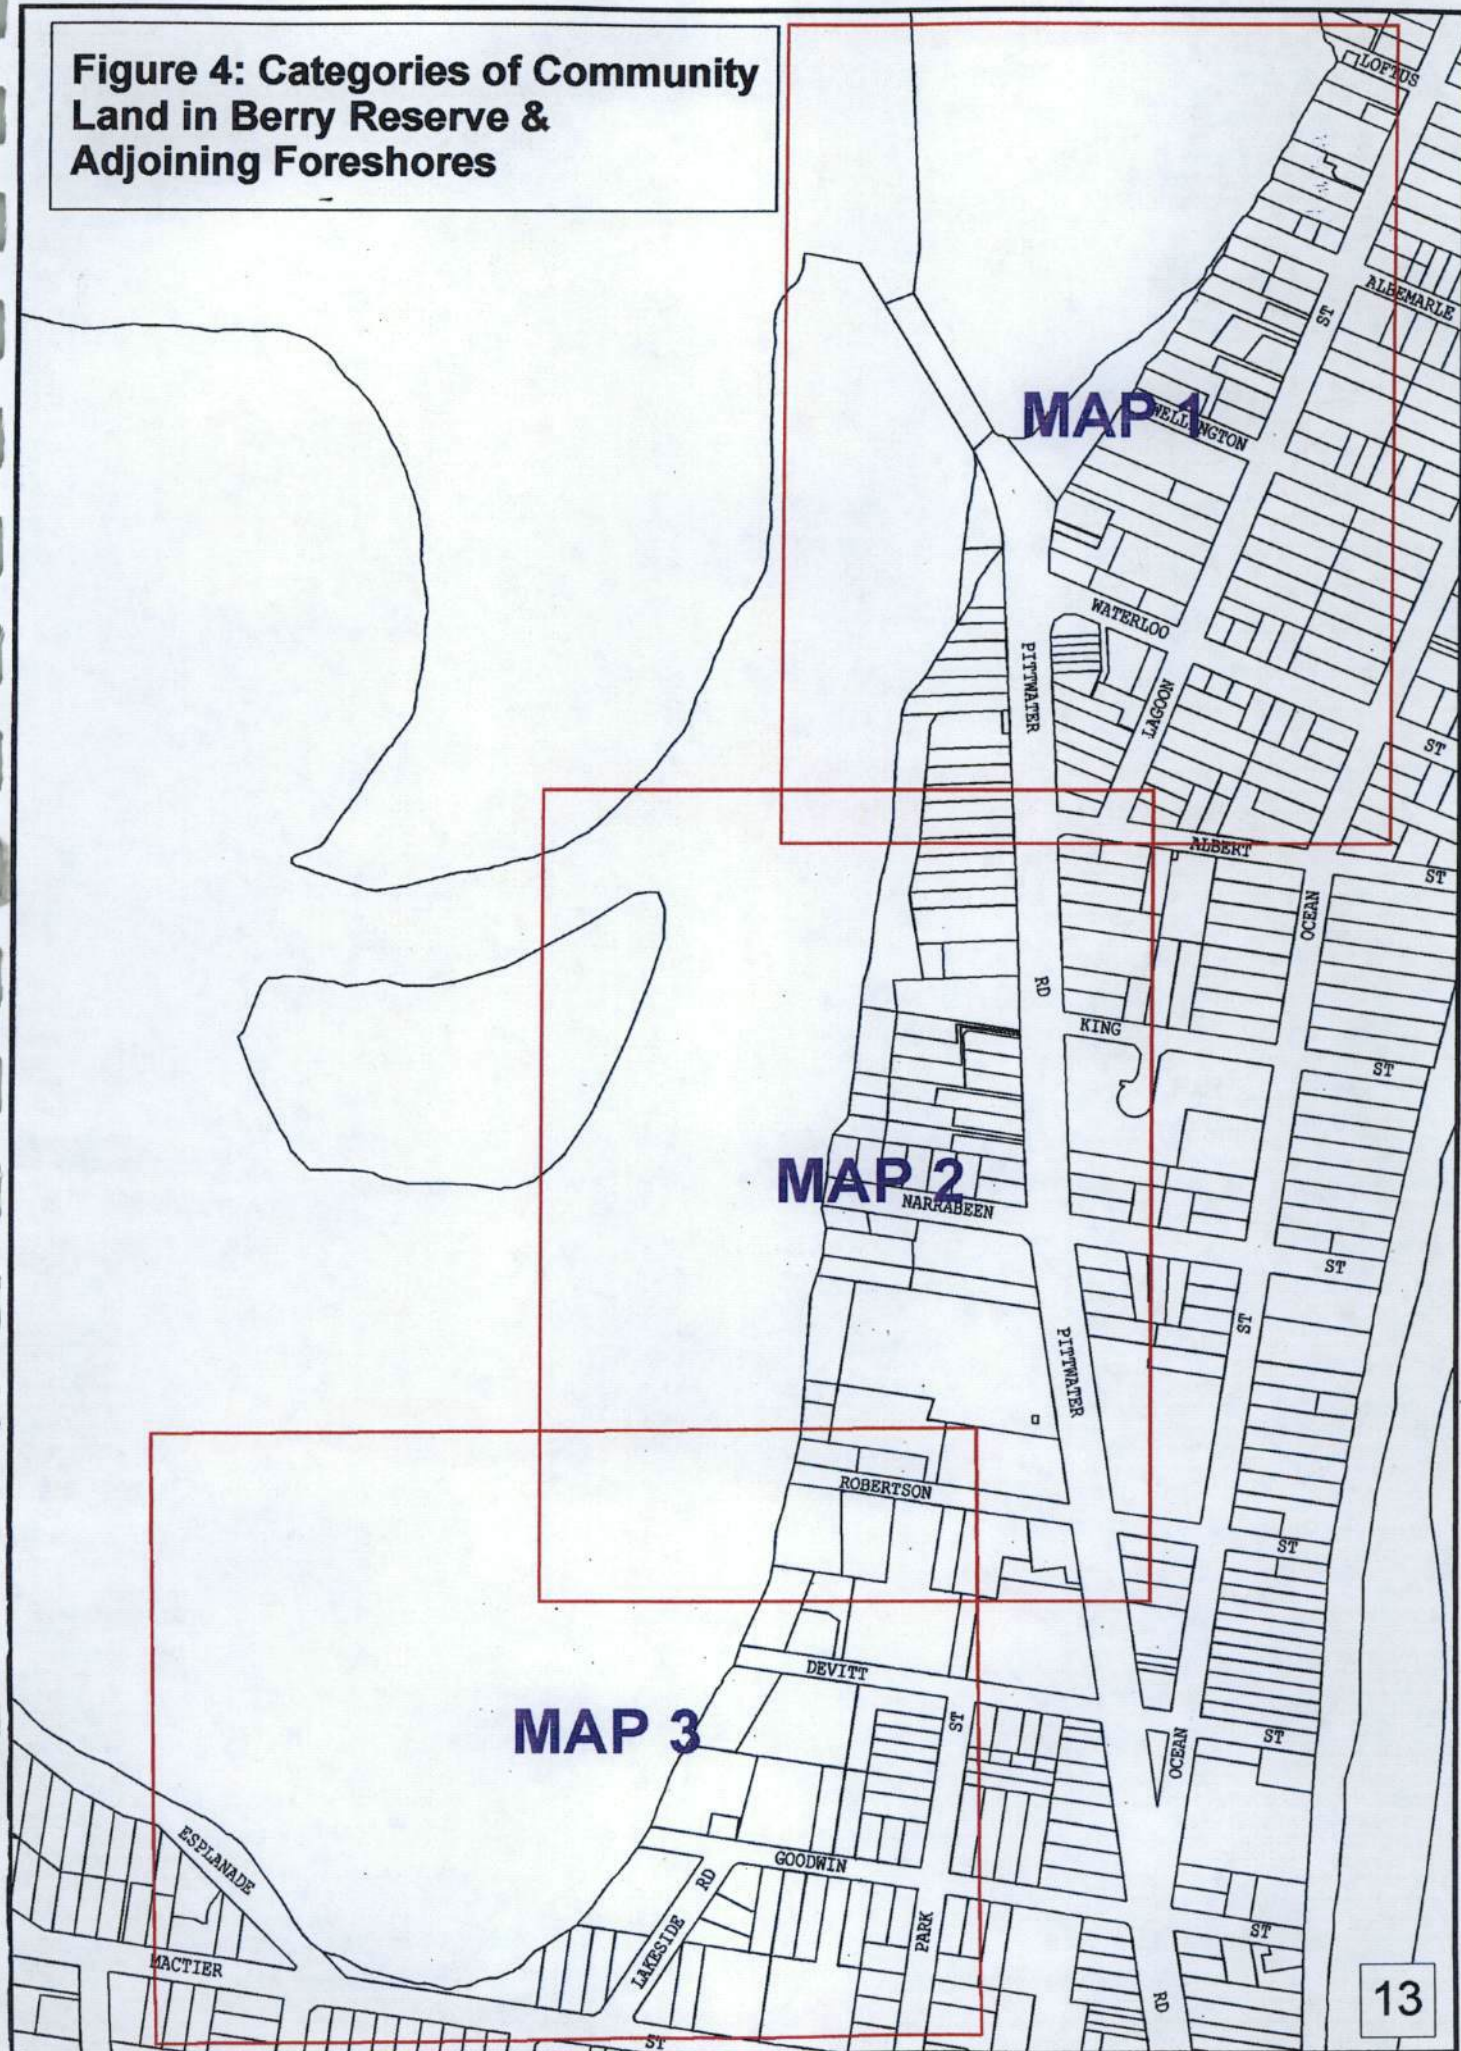 Figure 4: Categories of Community
Land in Berry Reserve &
Adjoining Foreshores
LOFTUS
ALBEMARLE
ST
MAP 1
WELLINGTON
WATERLOO
PITTWATER
LAGOON
ST
ALBERT
ST
OCEAN
RD
KING
ST
MAP 2
NARRABEEN
ST
ST
PITTWATER
ROBERTSON
ST
DEVITT
MAP 3
ST
ST
OCEAN
ESPLANADE
GOODWIN
RD
LAKESIDE
PARK
ST
MACTIER
RD
ST
13